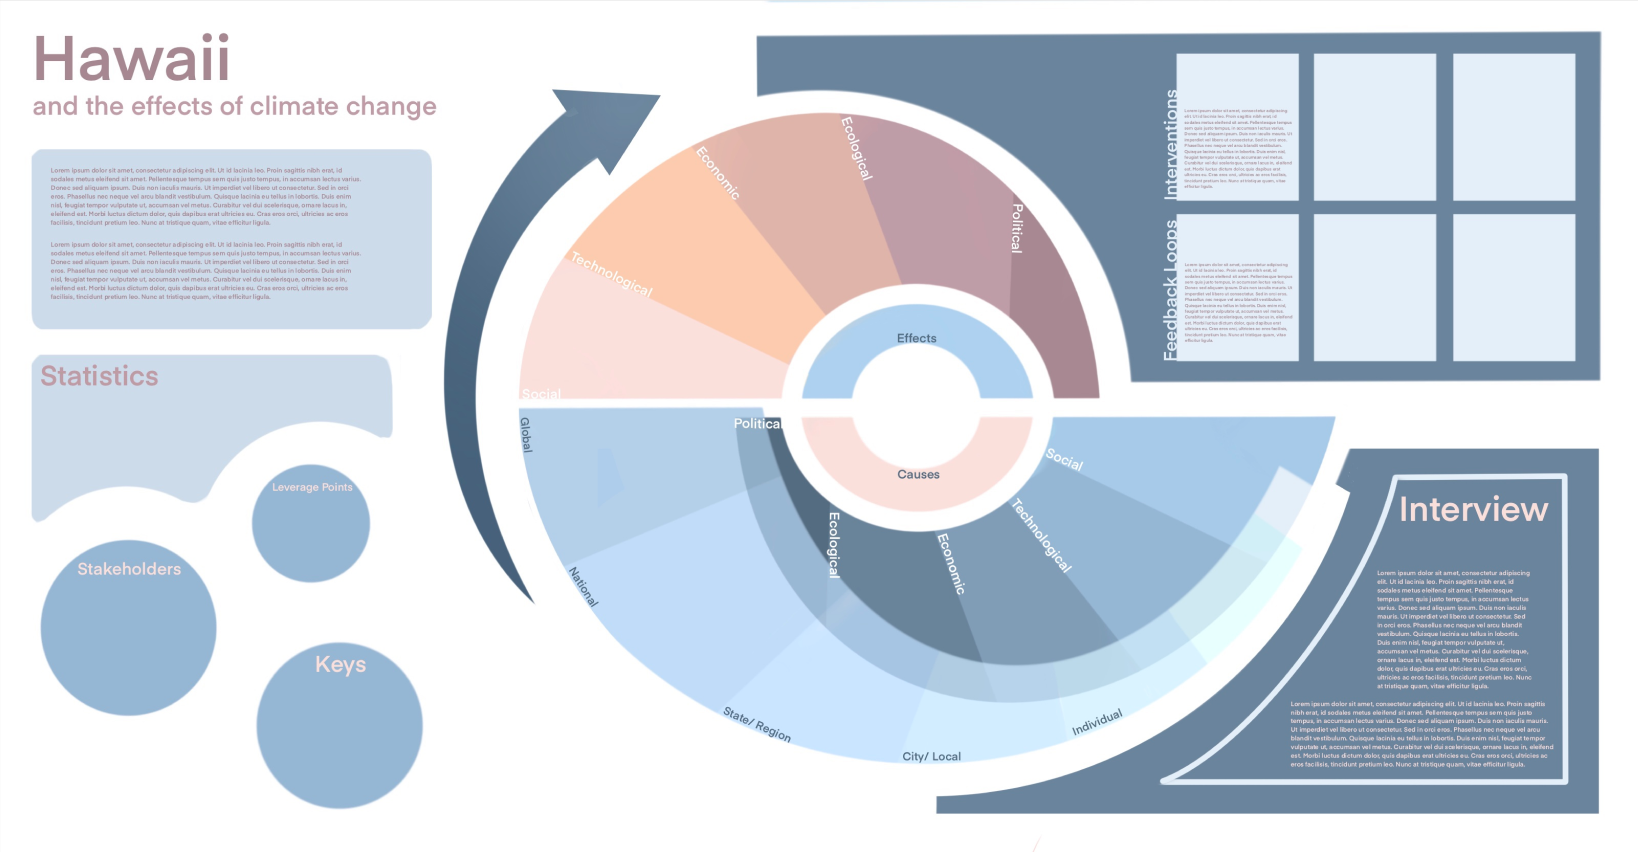 Hawaii
and the effects of climate change
Lorem ipsum dolor sit amet, consectetur adipiscing elit. Ut id lacinia leo. Proin sagittis nibh erat, id
sodales metus eleifend sit amet. Pellentesque tempus sem quis justo tempus, in accumsan lectus varius.
Donec sed aliquam ipsum. Duis non iaculis mauris. Ut imperdiet vel libero ut consectetur. Sed in orci
eros. Phasellus nec neque vel arcu blandit vestibulum. Quisque lacinia eu tellus in lobortis. Duis enim
nisl, feugiat tempor vulputate ut, accumsan vel metus. Curabitur vel dui scelerisque, ornare lacus in,
eleifend est. Morbi luctus dictum dolor, quis dapibus erat ultricies eu. Cras eros orci, ultricies ac eros
facilisis, tincidunt pretium leo. Nunc at tristique quam, vitae efficitur ligula.
Lorem ipsum dolor sit amet, consectetur adipiscing elit. Ut id lacinia leo. Proin sagittis nibh erat, id
sodales metus eleifend sit amet. Pellentesque tempus sem quis justo tempus, in accumsan lectus varius.
Donec sed aliquam ipsum. Duis non iaculis mauris. Ut imperdiet vel libero ut consectetur. Sed in orci
eros. Phasellus nec neque vel arcu blandit vestibulum. Quisque lacinia eu tellus in lobortis. Duis enim
nisl, feugiat tempor vulputate ut, accumsan vel metus. Curabitur vel dui scelerisque, ornare lacus in,
eleifend est. Morbi luctus dictum dolor, quis dapibus erat ultricies eu. Cras eros orci, ultricies ac eros
facilisis, tincidunt pretium leo. Nunc at tristique quam, vitae efficitur ligula.
Statistics
Leverage Points
Stakeholders
Keys
Social
Technological
Economic
Ecological
Political
Effects
Causes
Political
Ecological
Economic
Technological
Social
Global
National
State/ Region
City/ Local
Individual
Interventions
Lorem ipsum dolor sit amet, consectetur adipiscing
elit. Ut id lacinia leo. Proin sagittis nibh erat, id
sodales metus eleifend sit amet. Pellentesque tempus
sem quis justo tempus, in accumsan lectus varius.
Donec sed aliquam ipsum. Duis non iaculis mauris. Ut
imperdiet vel libero ut consectetur. Sed in orci eros.
Phasellus nec neque vel arcu blandit vestibulum.
Quisque lacinia eu tellus in lobortis. Duis enim nisl,
feugiat tempor vulputate ut, accumsan vel metus.
Curabitur vel dui scelerisque, ornare lacus in, eleifend
est. Morbi luctus dictum dolor, quis dapibus erat
ultricies eu. Cras eros orci, ultricies ac eros facilisis,
tincidunt pretium leo. Nunc at tristique quam, vitae
efficitur ligula.
Feedback Loops
Lorem ipsum dolor sit amet, consectetur adipiscing
elit. Ut id lacinia leo. Proin sagittis nibh erat, id
sodales metus eleifend sit amet. Pellentesque tempus
sem quis justo tempus, in accumsan lectus varius.
Donec sed aliquam ipsum. Duis non iaculis mauris. Ut
imperdiet vel libero ut consectetur. Sed in orci eros.
Phasellus nec neque vel arcu blandit vestibulum.
Quisque lacinia eu tellus in lobortis. Duis enim nisl,
feugiat tempor vulputate ut, accumsan vel metus.
Curabitur vel dui scelerisque, ornare lacus in, eleifend
est. Morbi luctus dictum dolor, quis dapibus erat
ultricies eu. Cras eros orci, ultricies ac eros facilisis,
tincidunt pretium leo. Nunc at tristique quam, vitae
efficitur ligula.
Interview
Lorem ipsum dolor sit amet, consectetur adipiscing
elit. Ut id lacinia leo. Proin sagittis nibh erat, id
sodales metus eleifend sit amet. Pellentesque
tempus sem quis justo tempus, in accumsan lectus
varius. Donec sed aliquam ipsum. Duis non iaculis
mauris. Ut imperdiet vel libero ut consectetur. Sed
in orci eros. Phasellus nec neque vel arcu blandit
vestibulum. Quisque lacinia eu tellus in lobortis.
Duis enim nisl, feugiat tempor vulputate ut,
accumsan vel metus. Curabitur vel dui scelerisque,
ornare lacus in, eleifend est. Morbi luctus dictum
dolor, quis dapibus erat ultricies eu. Cras eros orci,
ultricies ac eros facilisis, tincidunt pretium leo. Nunc
at tristique quam, vitae efficitur ligula.
Lorem ipsum dolor sit amet, consectetur adipiscing elit. Ut id lacinia leo. Proin sagittis
nibh erat, id sodales metus eleifend sit amet. Pellentesque tempus sem quis justo
tempus, in accumsan lectus varius. Donec sed aliquam ipsum. Duis non iaculis mauris.
Ut imperdiet vel libero ut consectetur. Sed in orci eros. Phasellus nec neque vel arcu
blandit vestibulum. Quisque lacinia eu tellus in lobortis. Duis enim nisl, feugiat tempor
vulputate ut, accumsan vel metus. Curabitur vel dui scelerisque, ornare lacus in, eleifend
est. Morbi luctus dictum dolor, quis dapibus erat ultricies eu. Cras eros orci, ultricies ac
eros facilisis, tincidunt pretium leo. Nunc at tristique quam, vitae efficitur ligula.